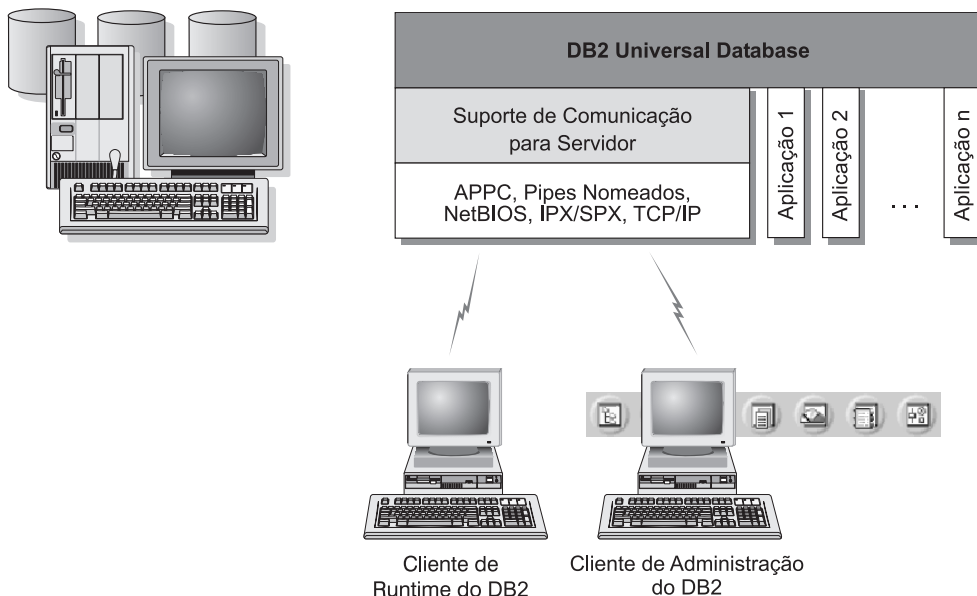 DB2 Universal Database
Suporte de Comunicação
para Servidor
APPC, Pipes Nomeados,
NetBIOS, IPX/SPX, TCP/IP
Aplicação 1
Aplicação 2
. . .
Aplicação n
Cliente de
Runtime do DB2
Cliente de Administração
do DB2